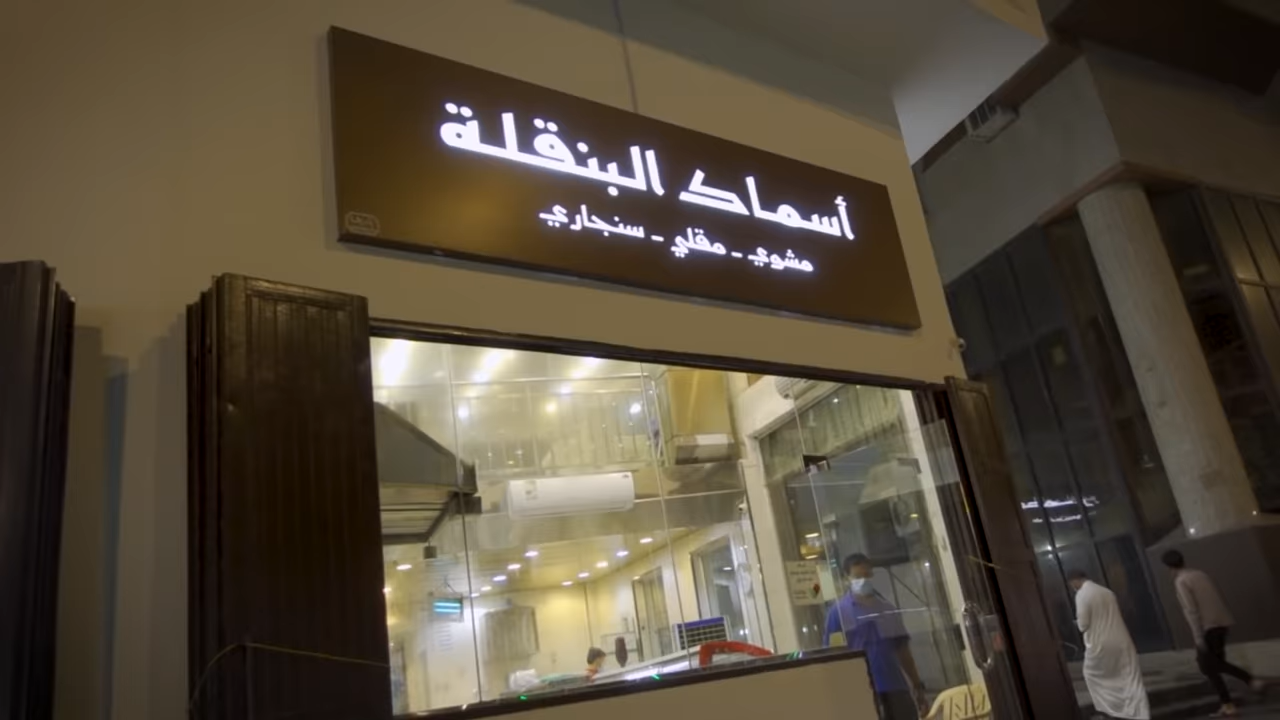 أسماك البنقلة
مشوي - مقلي - سنجاري